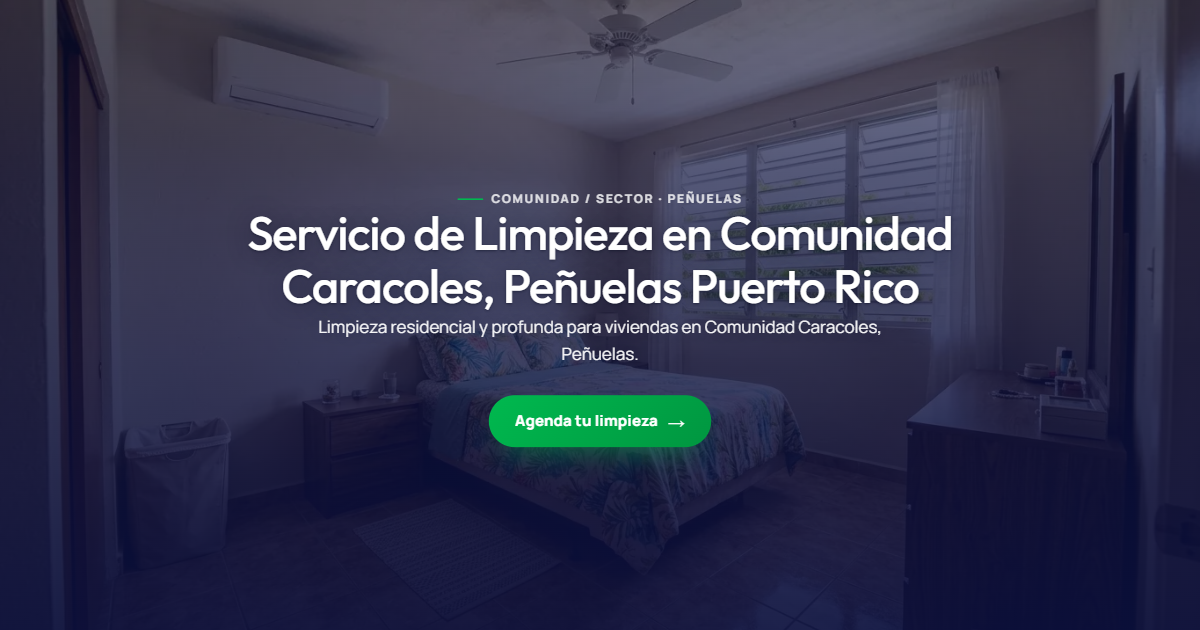 COMUNIDAD / SECTOR · PEÑUELAS
Servicio de Limpieza en Comunidad
Caracoles, Peñuelas Puerto Rico
Limpieza residencial y profunda para viviendas en Comunidad Caracoles,
Peñuelas.
Agenda tu limpieza →